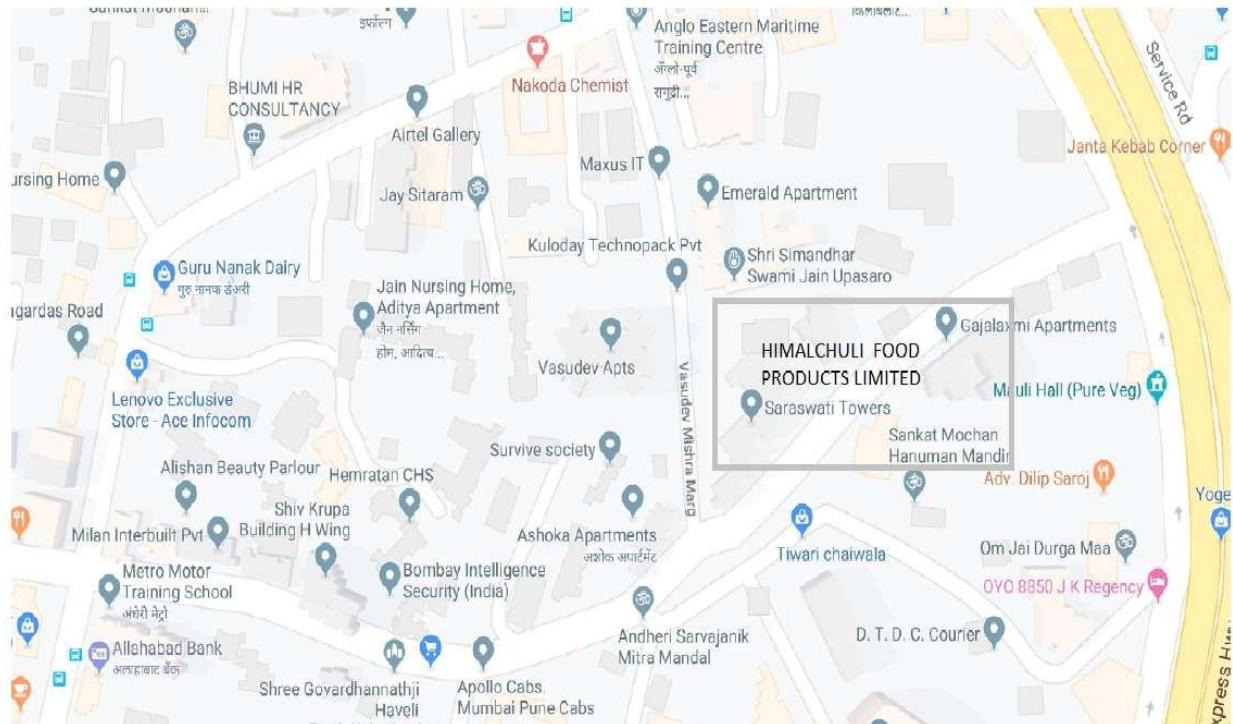 इफॉरॉन
Anglo Eastern Maritime
Training Centre
अँग्लो-पूर्व
Service Rd
Nakoda Chemist
BHUMI HR
CONSULTANCY
Airtel Gallery
Janta Kebab Corner
Maxus IT
ursing Home
Jay Sitaram
Emerald Apartment
Kuloday Technopack Pvt
Shri Simandhar
Swami Jain Upasaro
Guru Nanak Dairy
गुरु नानक डेअरी
Jain Nursing Home,
Aditya Apartment
जैन नर्सिंग
होम, आदित्य...
agardas Road
Gajalaxmi Apartments
HIMALCHULI FOOD
PRODUCTS LIMITED
Vasudev Apts
Vasudev Mishra Marg
Mauli Hall (Pure Veg)
Lenovo Exclusive
Store - Ace Infocom
Saraswati Towers
Sankat Mochan
Hanuman Mandir
Survive society
Alishan Beauty Parlour
Hemratan CHS
Adv. Dilip Saroj
Yoge
Shiv Krupa
Building H Wing
Milan Interbuilt Pvt
Ashoka Apartments
अशोक अपार्टमेंट
Tiwari chaiwala
Om Jai Durga Maa
Metro Motor
Training School
अंधेरी मेट्रो
Bombay Intelligence
Security (India)
OYO 8850 J K Regency
Andheri Sarvajanik
Mitra Mandal
D. T. D. C. Courier
Allahabad Bank
अलाहाबाद बँक
Shree Govardhannathji
Haveli
Apollo Cabs.
Mumbai Pune Cabs